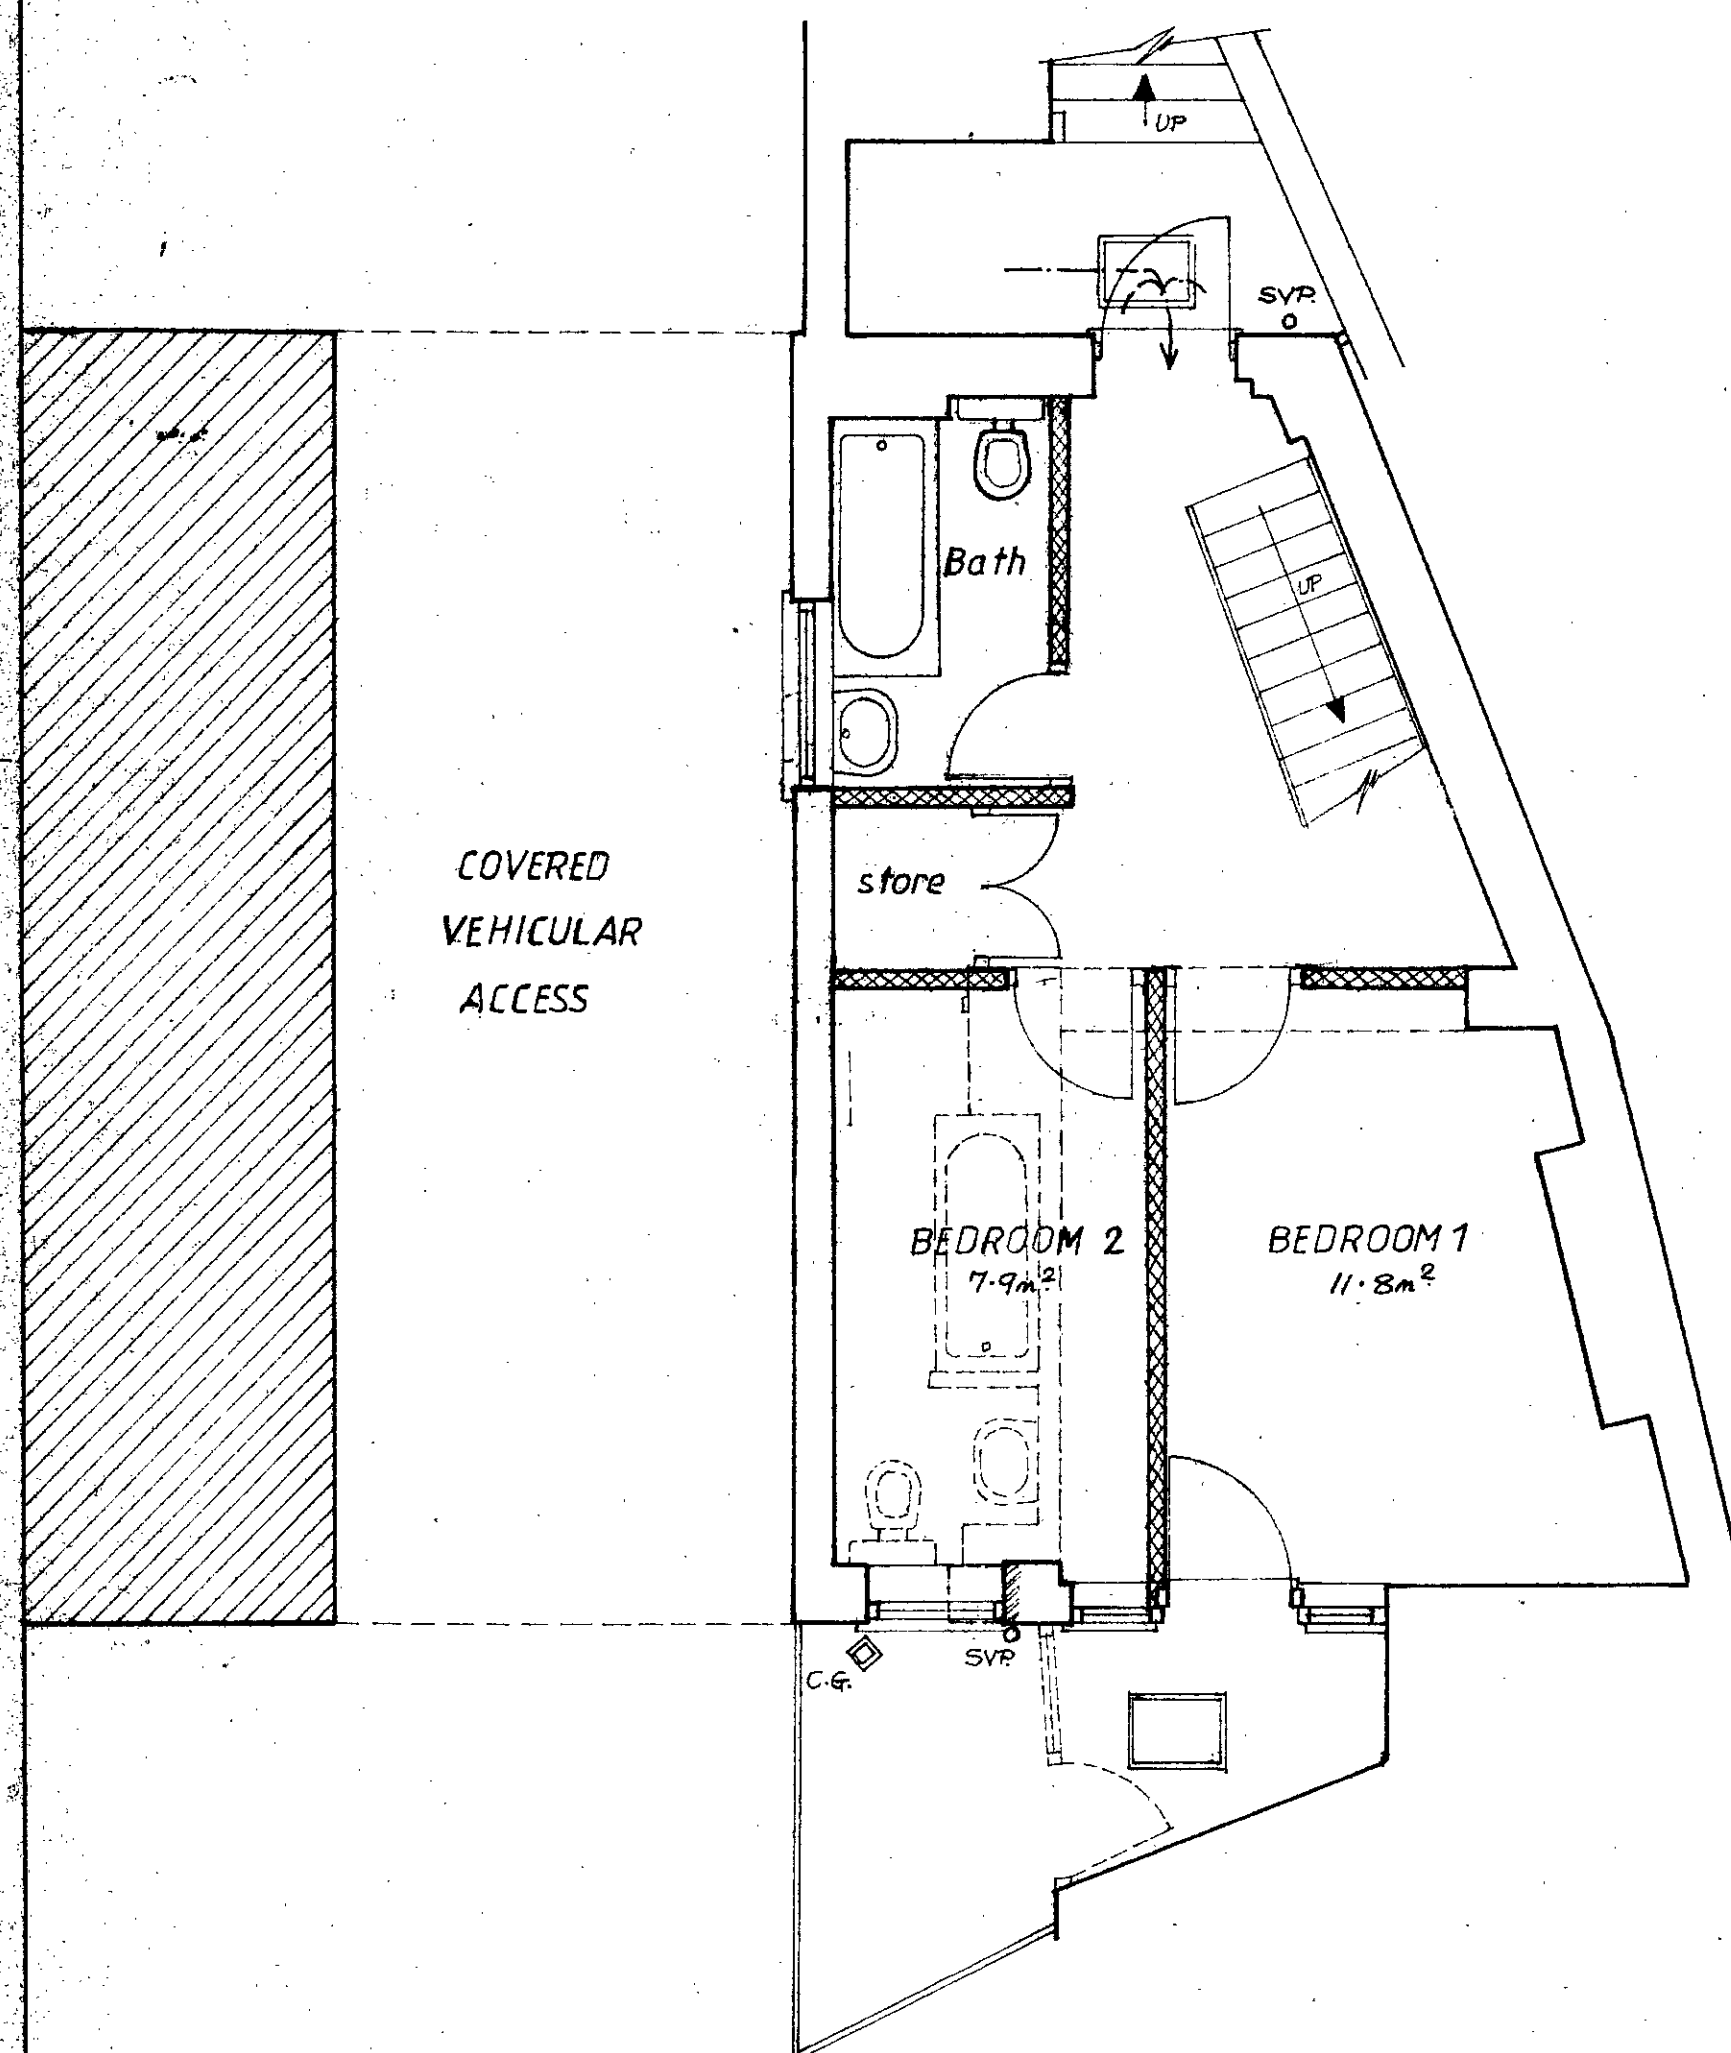 UP
SVP.
Bath
UP
store
COVERED
VEHICULAR
ACCESS
BEDROOM 2
7·9m²
BEDROOM 1
11·8m²
C.G.
SVP.